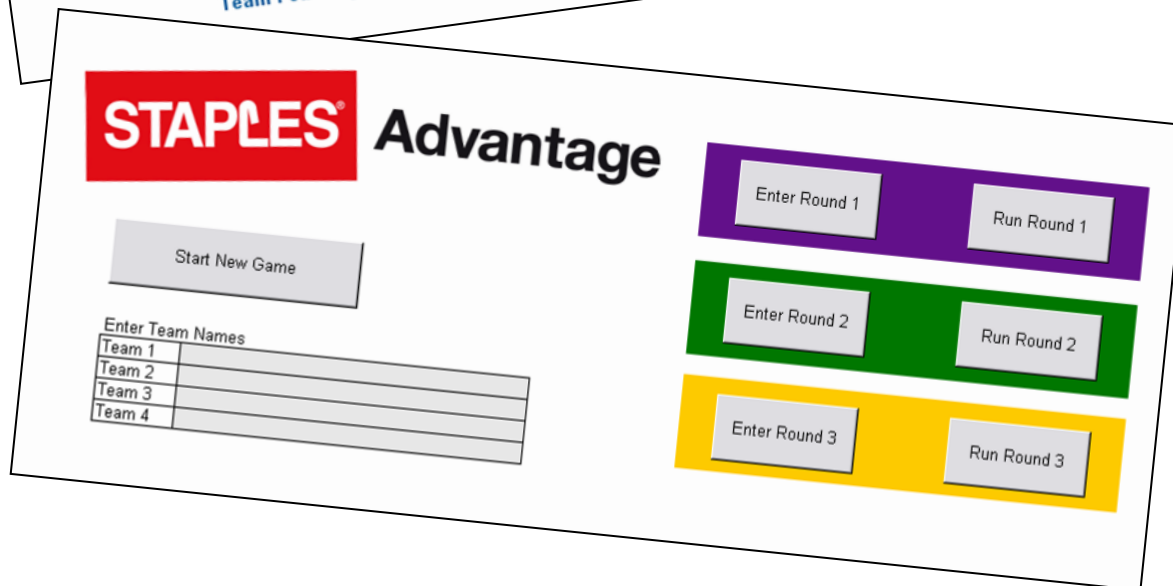 Team
STAPLES®
Advantage
Enter Round 1
Run Round 1
Start New Game
Enter Round 2
Run Round 2
Enter Team Names
Team 1
Team 2
Team 3
Team 4
Enter Round 3
Run Round 3